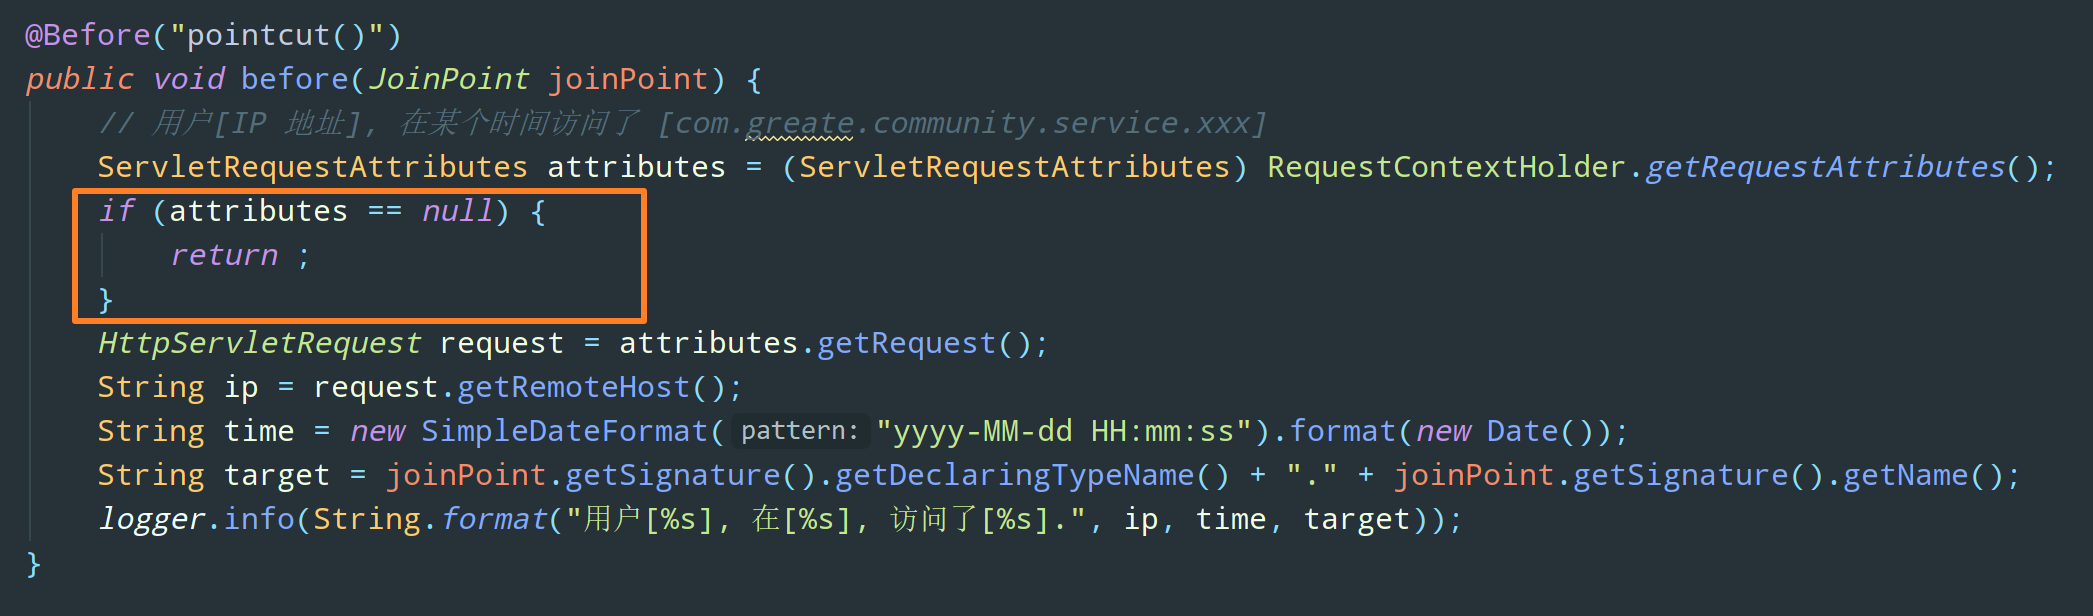 @Before("pointcut()")
public void before(JoinPoint joinPoint) {
// 用户[IP 地址], 在某个时间访问了 [com.greate.community.service.xxx]
ServletRequestAttributes attributes = (ServletRequestAttributes) RequestContextHolder.getRequestAttributes();
if (attributes == null) {
return ;
}
HttpServletRequest request = attributes.getRequest();
String ip = request.getRemoteHost();
String time = new SimpleDateFormat( pattern: "yyyy-MM-dd HH:mm:ss").format(new Date());
String target = joinPoint.getSignature().getDeclaringTypeName() + "." + joinPoint.getSignature().getName();
logger.info(String.format("用户[%s], 在[%s], 访问了[%s].", ip, time, target));
}